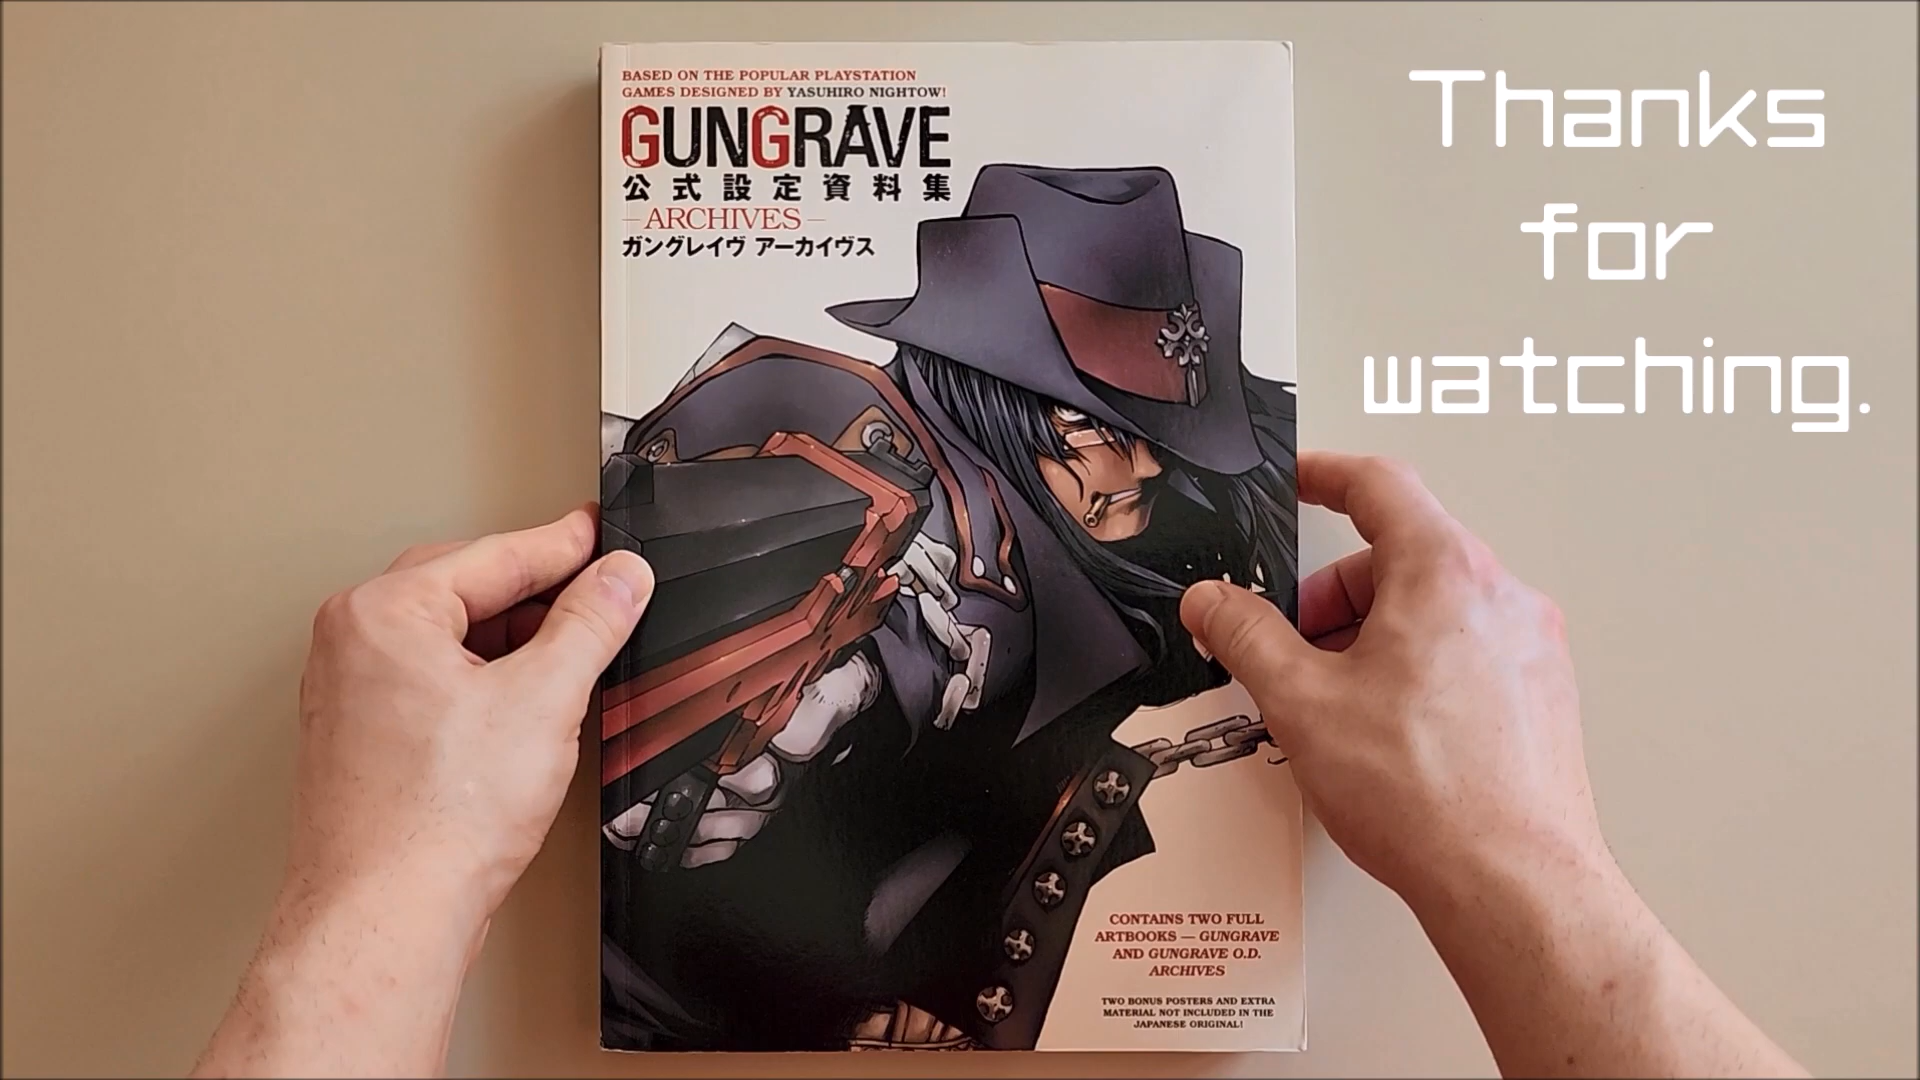 BASED ON THE POPULAR PLAYSTATION
GAMES DESIGNED BY YASUHIRO NIGHTOW!
GUNGRAVE
公式設定資料集
–ARCHIVES–
ガングレイヴ アーカイヴス
CONTAINS TWO FULL
ARTBOOKS — GUNGRAVE
AND GUNGRAVE O.D.
ARCHIVES
TWO BONUS POSTERS AND EXTRA
MATERIAL NOT INCLUDED IN THE
JAPANESE ORIGINAL!
Thanks
for
watching.